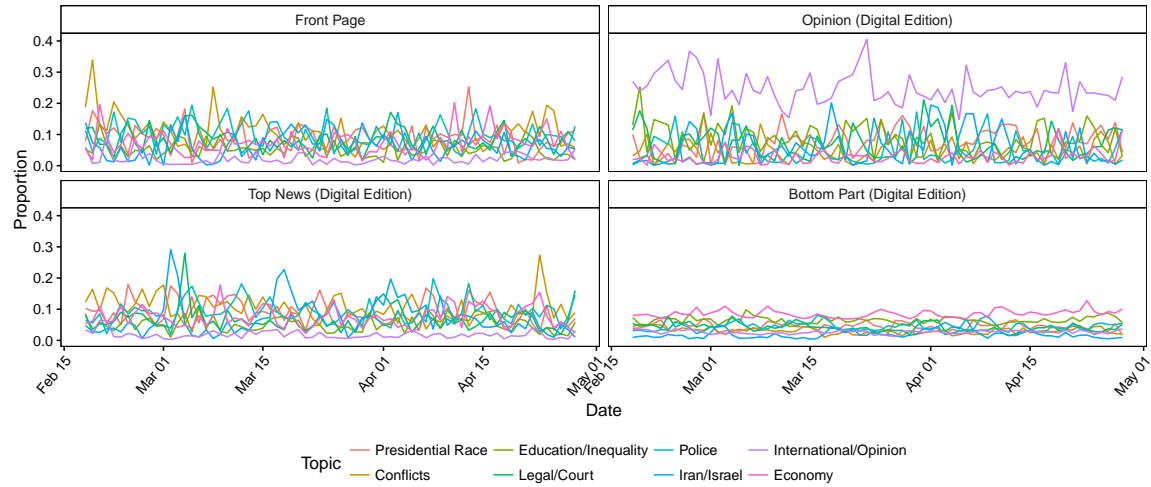 Front Page
Opinion (Digital Edition)
0.4
0.3
0.2
0.1
0.0
Top News (Digital Edition)
Bottom Part (Digital Edition)
0.4
0.3
0.2
0.1
0.0
Proportion
Feb 15
Mar 01
Mar 15
Apr 01
Apr 15
May 01
Feb 15
Mar 01
Mar 15
Apr 01
Apr 15
May 01
Date
Topic
Presidential Race
Education/Inequality
Police
International/Opinion
Conflicts
Legal/Court
Iran/Israel
Economy